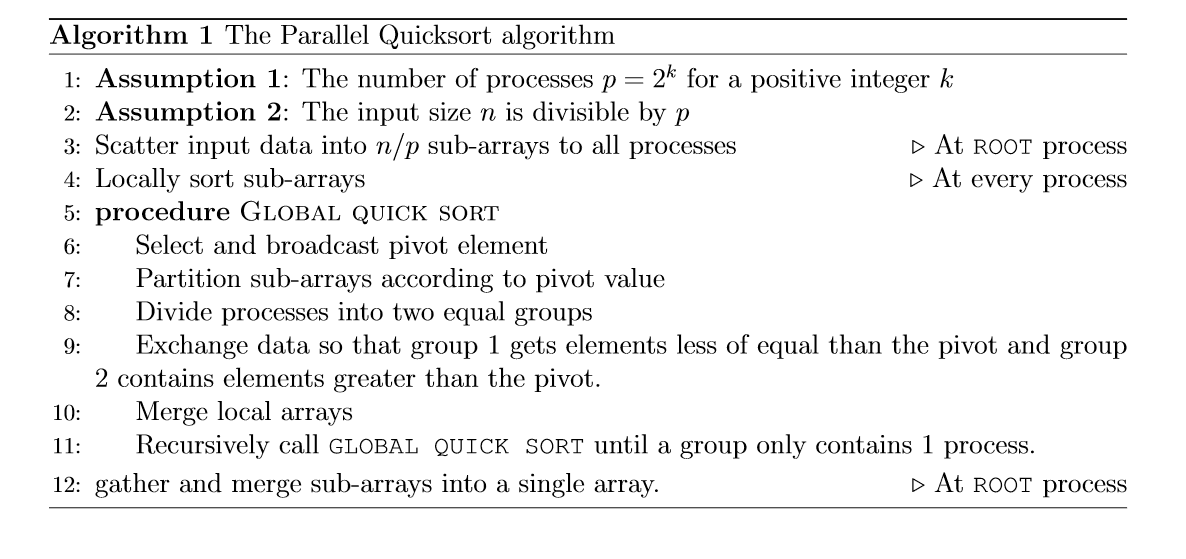 Algorithm 1 The Parallel Quicksort algorithm
1: Assumption 1: The number of processes p = 2^k for a positive integer k
2: Assumption 2: The input size n is divisible by p
3: Scatter input data into n/p sub-arrays to all processes ▷ At ROOT process
4: Locally sort sub-arrays ▷ At every process
5: procedure GLOBAL QUICK SORT
6: Select and broadcast pivot element
7: Partition sub-arrays according to pivot value
8: Divide processes into two equal groups
9: Exchange data so that group 1 gets elements less of equal than the pivot and group
2 contains elements greater than the pivot.
10: Merge local arrays
11: Recursively call GLOBAL QUICK SORT until a group only contains 1 process.
12: gather and merge sub-arrays into a single array. ▷ At ROOT process